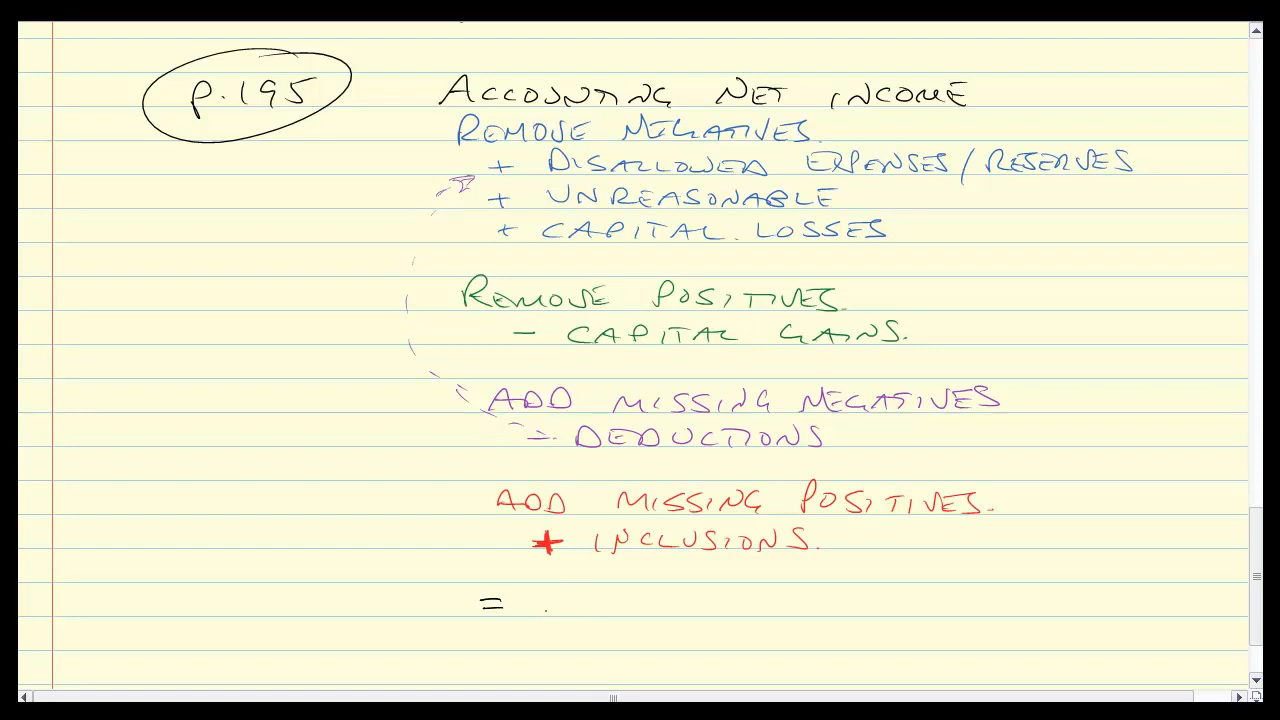 p.195
ACCOUNTING NET INCOME
REMOVE NEGATIVES.
+ DISALLOWED EXPENSES/RESERVES
+ UNREASONABLE
+ CAPITAL LOSSES
REMOVE POSITIVES.
- CAPITAL GAINS.
ADD MISSING NEGATIVES
- DEDUCTIONS
ADD MISSING POSITIVES.
+ INCLUSIONS.
=